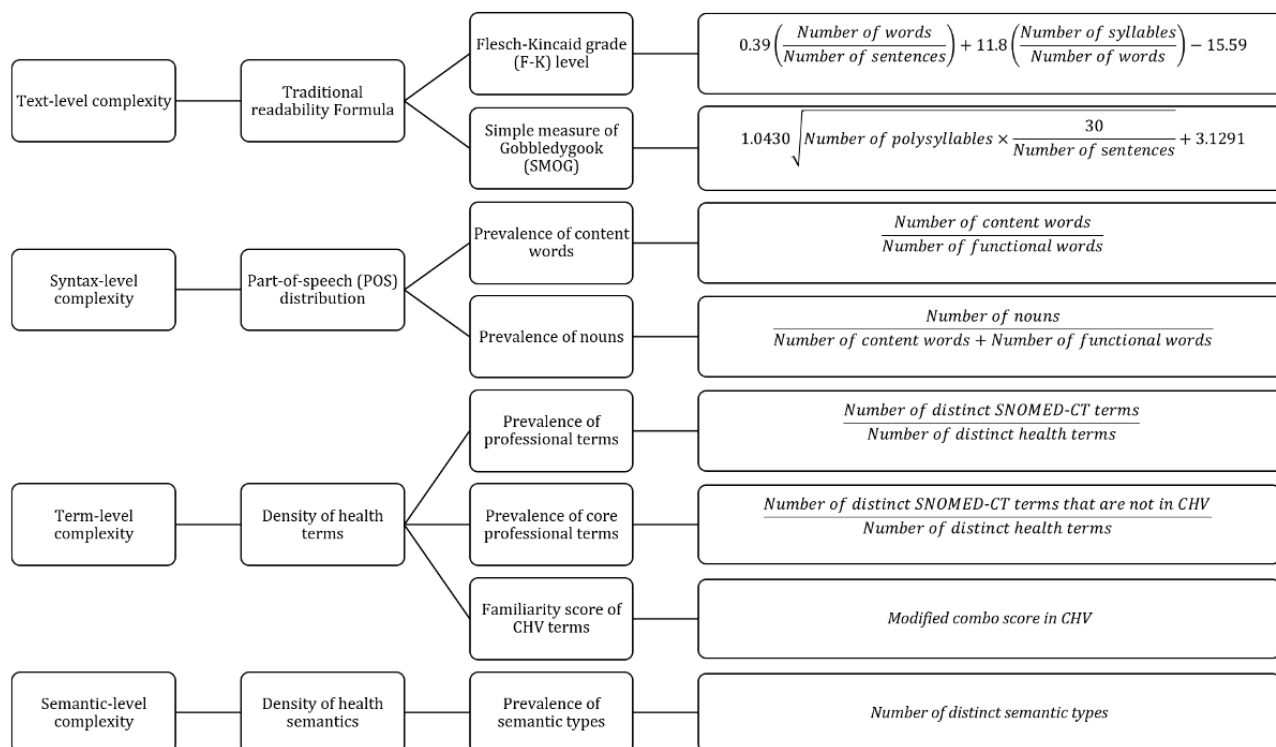 Text-level complexity
Traditional
readability Formula
Flesch-Kincaid grade
(F-K) level
0.39 (Number of words / Number of sentences) + 11.8 (Number of syllables / Number of words) − 15.59
Simple measure of
Gobbledygook
(SMOG)
1.0430 √(Number of polysyllables × 30 / Number of sentences) + 3.1291
Syntax-level
complexity
Part-of-speech (POS)
distribution
Prevalence of content
words
Number of content words
Number of functional words
Prevalence of nouns
Number of nouns
Number of content words + Number of functional words
Term-level
complexity
Density of health
terms
Prevalence of
professional terms
Number of distinct SNOMED-CT terms
Number of distinct health terms
Prevalence of core
professional terms
Number of distinct SNOMED-CT terms that are not in CHV
Number of distinct health terms
Familiarity score of
CHV terms
Modified combo score in CHV
Semantic-level
complexity
Density of health
semantics
Prevalence of
semantic types
Number of distinct semantic types